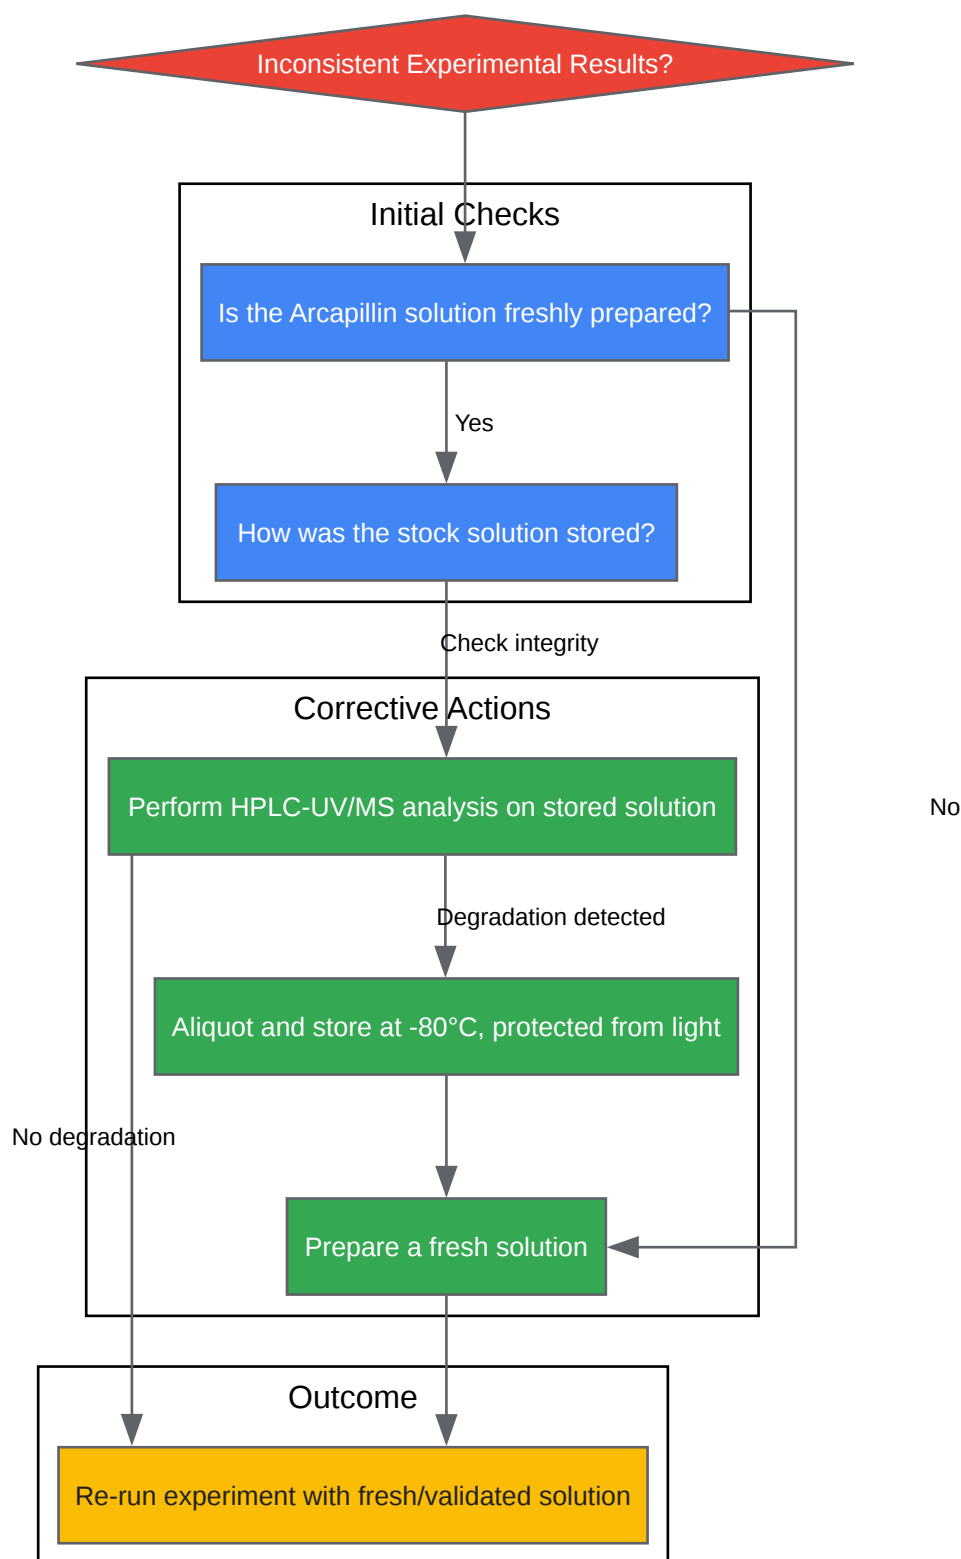 Inconsistent Experimental Results?
Initial Checks
Is the Arcapillin solution freshly prepared?
Yes
How was the stock solution stored?
Check integrity
Corrective Actions
Perform HPLC-UV/MS analysis on stored solution
No
Degradation detected
Aliquot and store at -80°C, protected from light
No degradation
Prepare a fresh solution
Outcome
Re-run experiment with fresh/validated solution